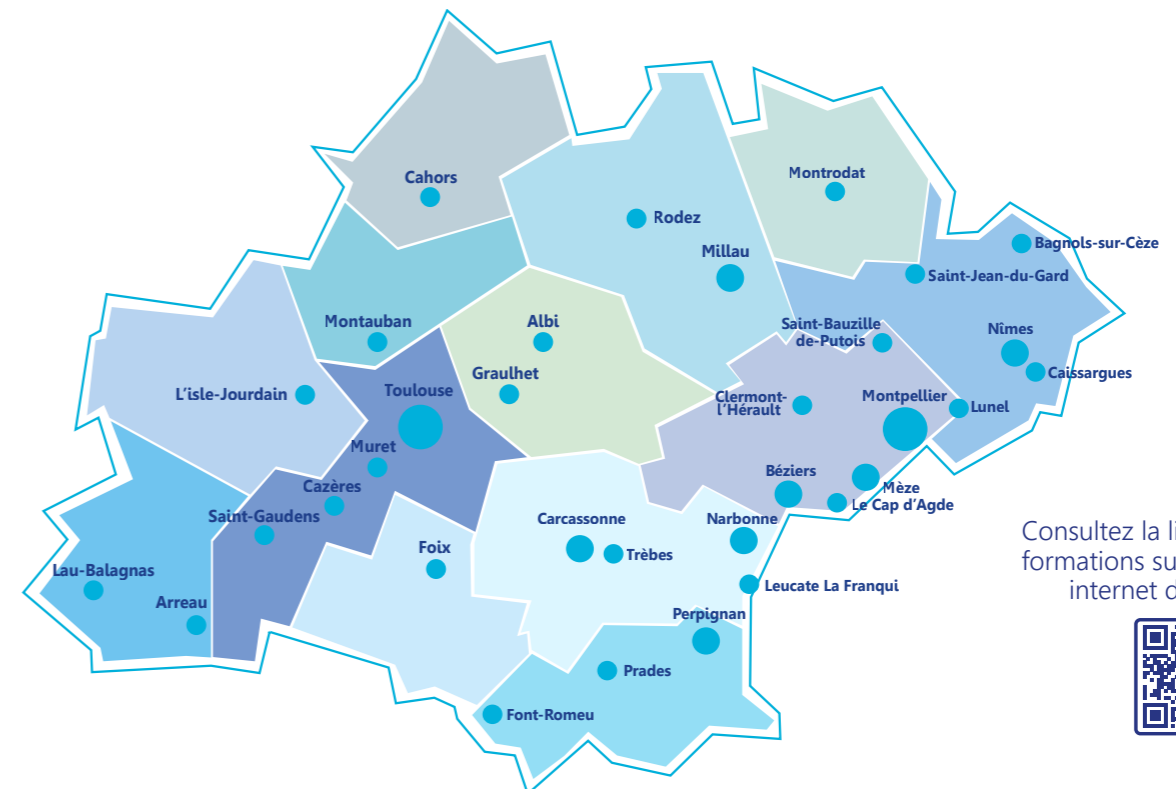 Cahors
Montrodat
Rodez
Millau
Bagnols-sur-Cèze
Saint-Jean-du-Gard
Montauban
Albi
Saint-Bauzille
de-Putois
Nîmes
Caissargues
L'isle-Jourdain
Toulouse
Graulhet
Clermont-
l'Hérault
Montpellier
Lunel
Muret
Cazères
Saint-Gaudens
Béziers
Mèze
Le Cap d'Agde
Carcassonne
Trèbes
Narbonne
Foix
Lau-Balagnas
Arreau
Leucate La Franqui
Perpignan
Prades
Font-Romeu
Consultez la li
formations su
internet d